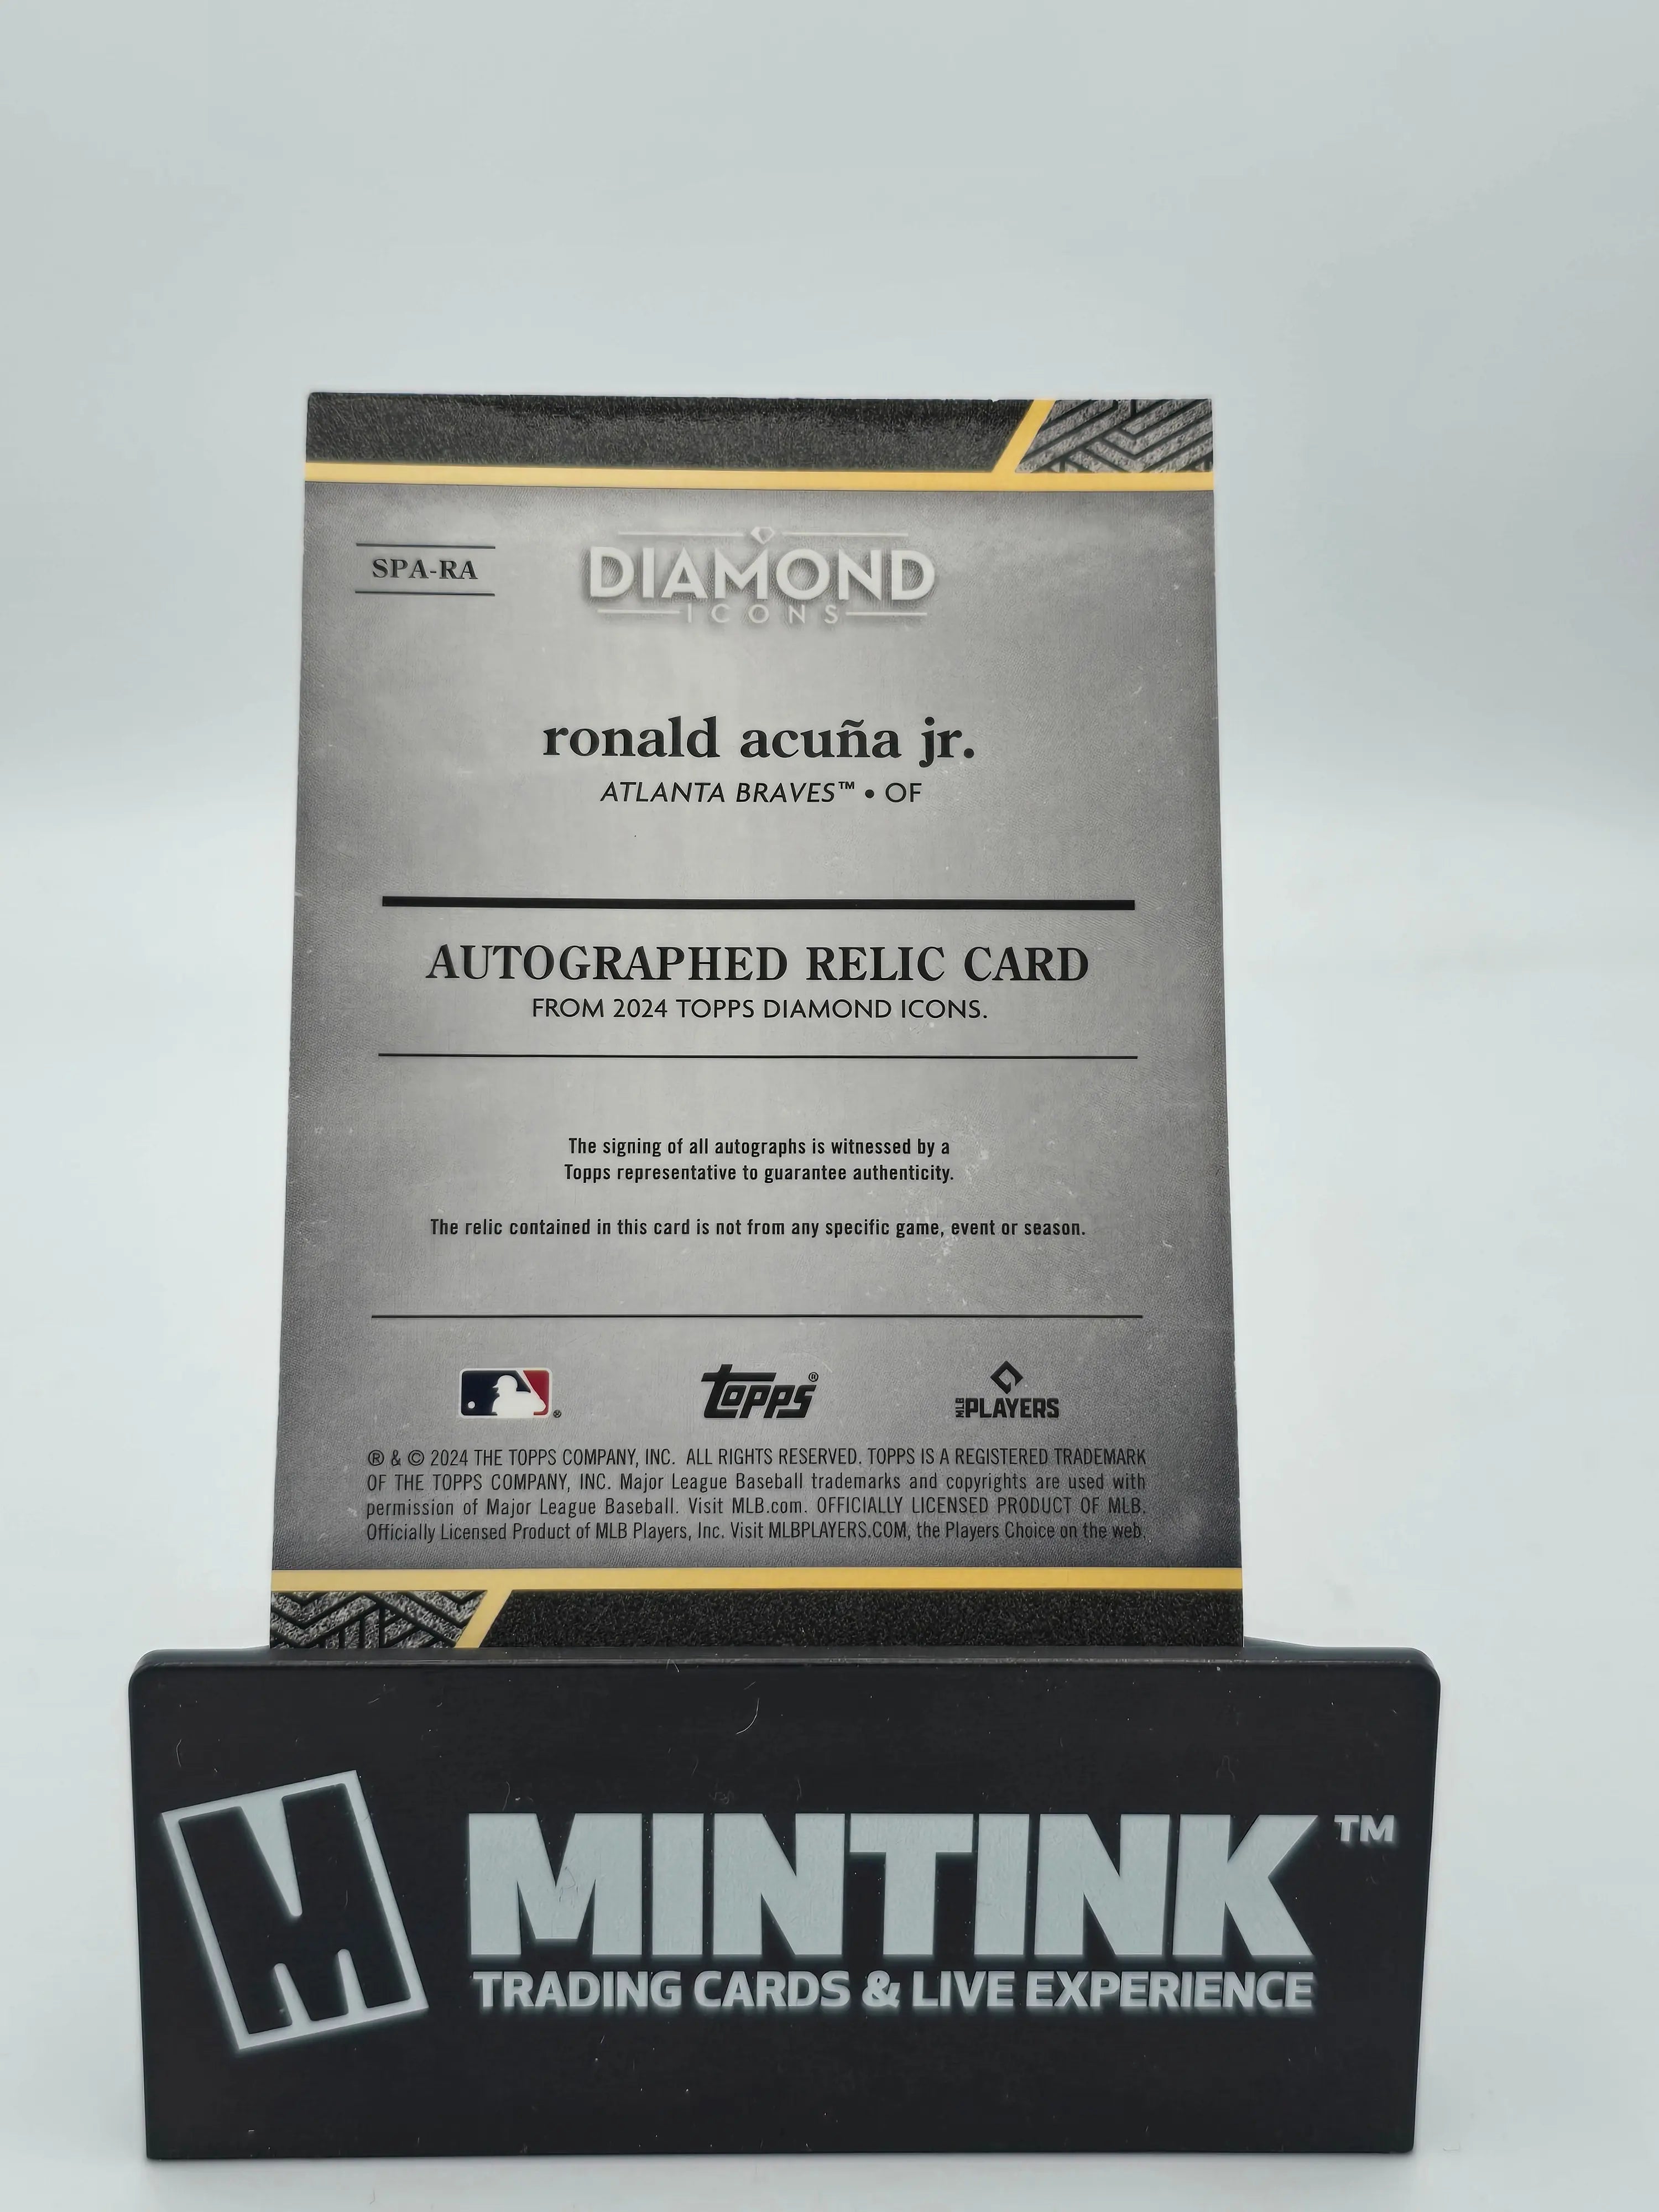 SPA-RA
DIAMOND
ICONS
ronald acuña jr.
ATLANTA BRAVES™ • OF
AUTOGRAPHED RELIC CARD
FROM 2024 TOPPS DIAMOND ICONS.
The signing of all autographs is witnessed by a
Topps representative to guarantee authenticity.
The relic contained in this card is not from any specific game, event or season.
topps®
MLB PLAYERS
® & © 2024 THE TOPPS COMPANY, INC. ALL RIGHTS RESERVED. TOPPS IS A REGISTERED TRADEMARK
OF THE TOPPS COMPANY, INC. Major League Baseball trademarks and copyrights are used with
permission of Major League Baseball. Visit MLB.com. OFFICIALLY LICENSED PRODUCT OF MLB.
Officially Licensed Product of MLB Players, Inc. Visit MLBPLAYERS.COM, the Players Choice on the web.
M MINTINK™
TRADING CARDS & LIVE EXPERIENCE